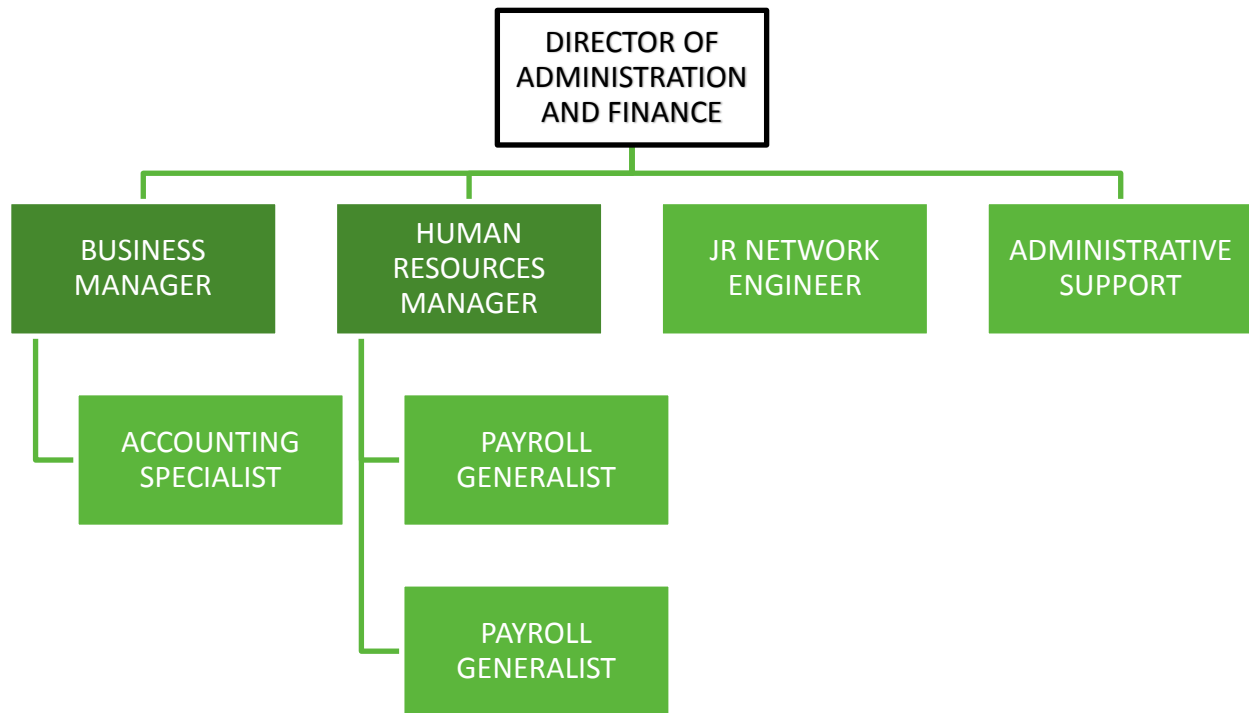 DIRECTOR OF
ADMINISTRATION
AND FINANCE
BUSINESS
MANAGER
HUMAN
RESOURCES
MANAGER
JR NETWORK
ENGINEER
ADMINISTRATIVE
SUPPORT
ACCOUNTING
SPECIALIST
PAYROLL
GENERALIST
PAYROLL
GENERALIST